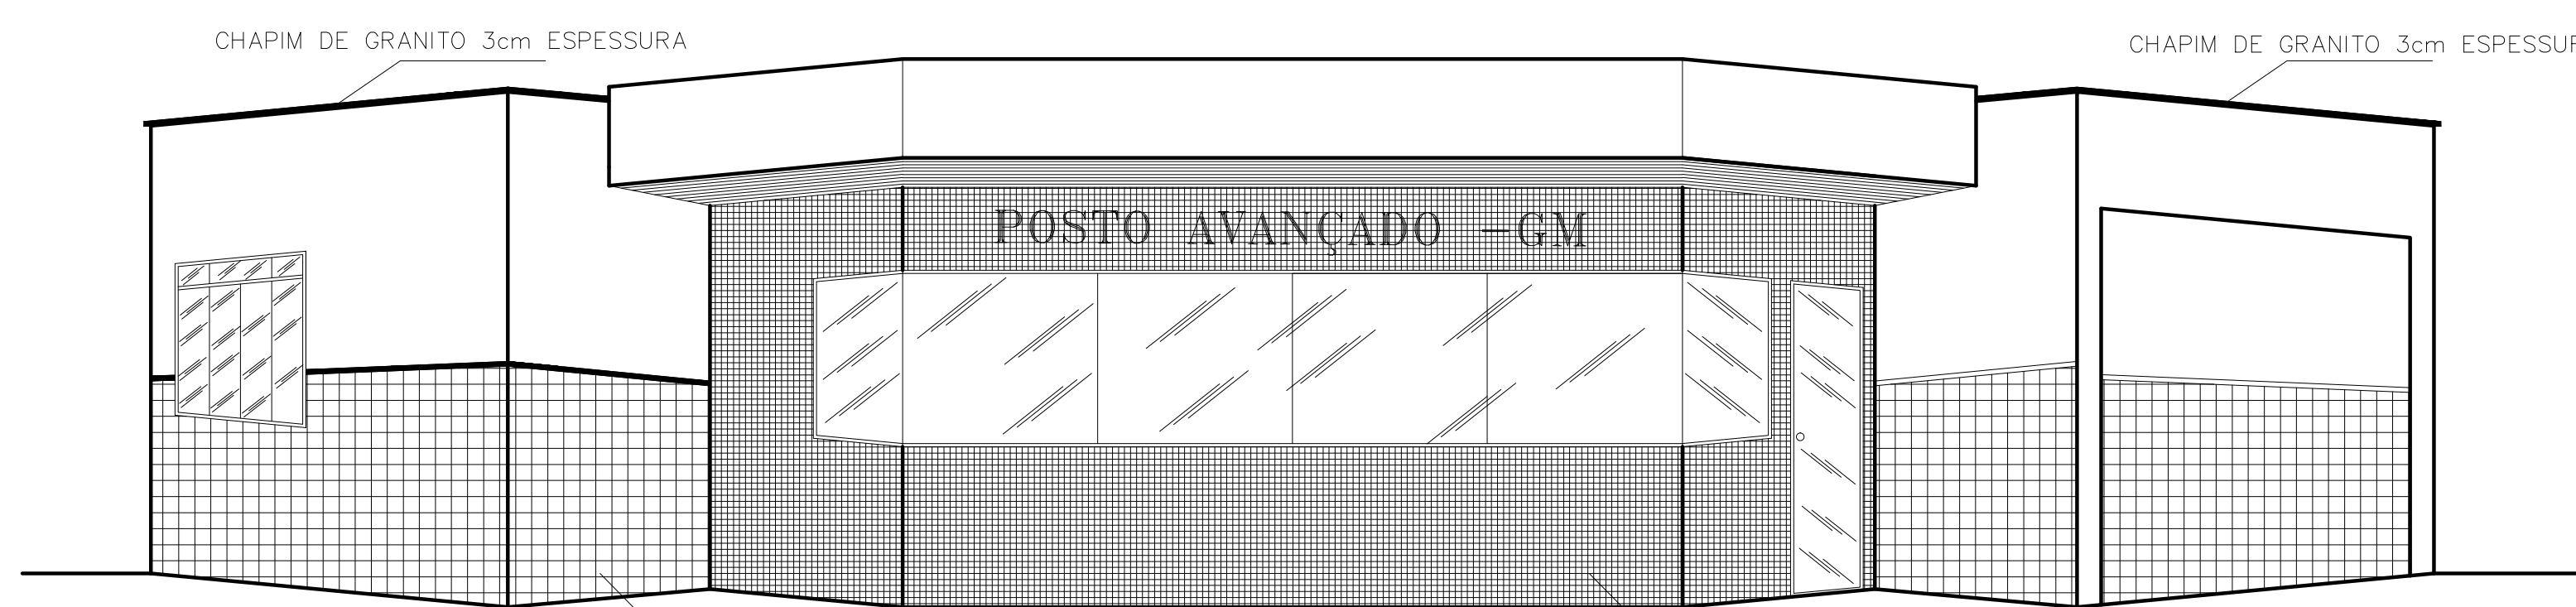 CHAPIM DE GRANITO 3cm ESPESSURA
CHAPIM DE GRANITO 3cm ESPESSUR
POSTO AVANÇADO -GM